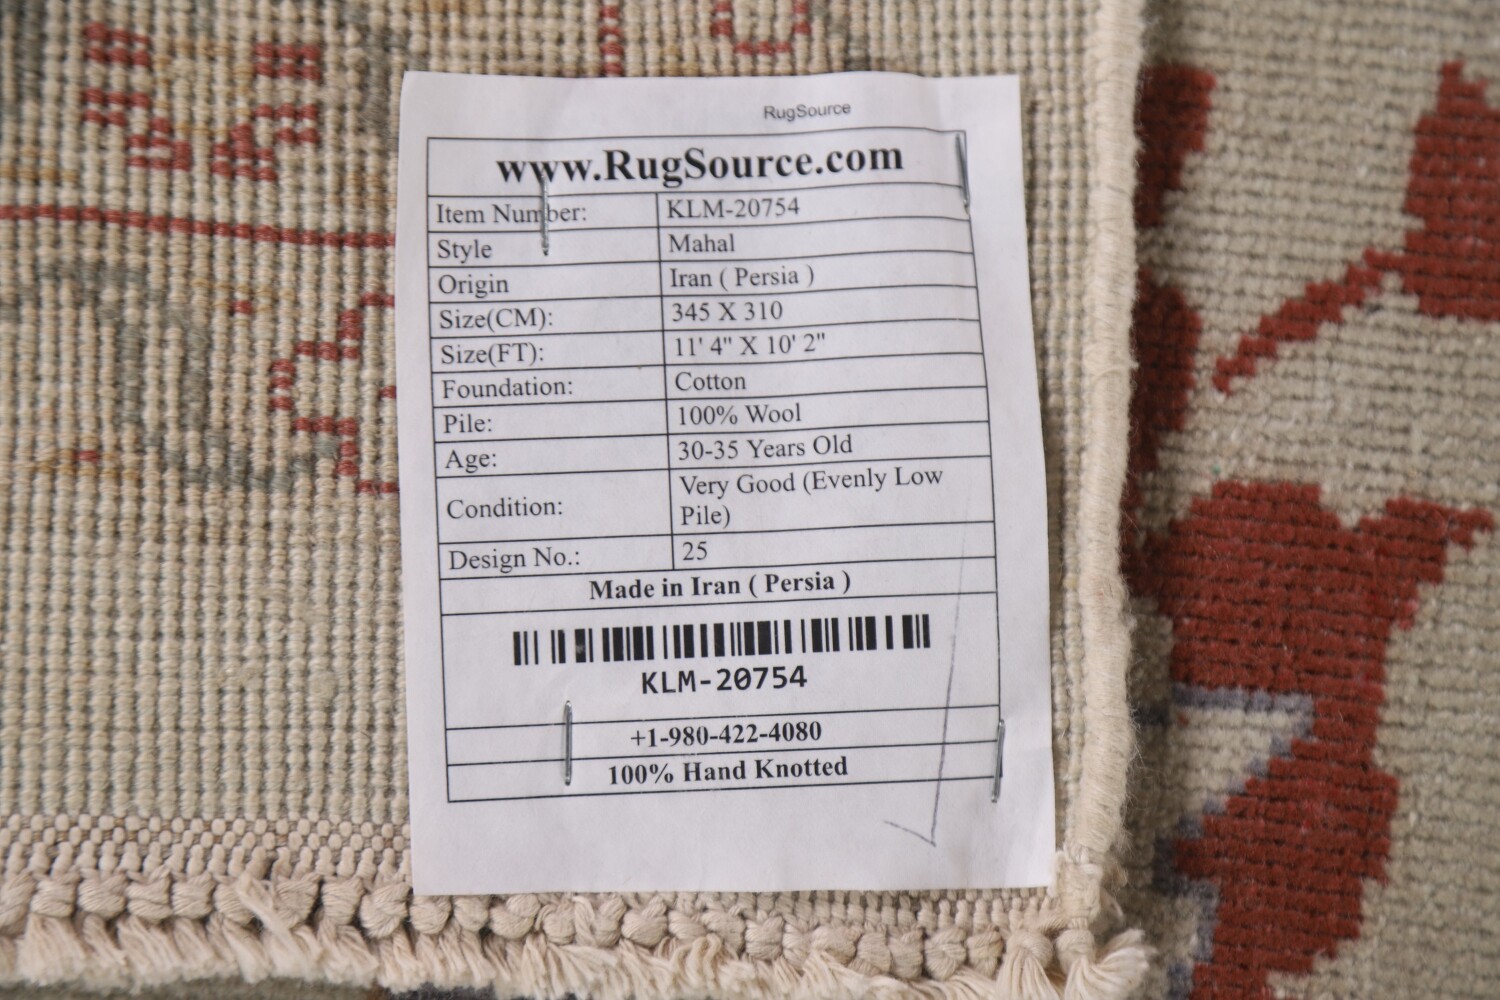 RugSource
www.RugSource.com
Item Number: KLM-20754
Style Mahal
Origin Iran ( Persia )
Size(CM): 345 X 310
Size(FT): 11' 4" X 10' 2"
Foundation: Cotton
Pile: 100% Wool
Age: 30-35 Years Old
Condition: Very Good (Evenly Low
Pile)
Design No.: 25
Made in Iran ( Persia )
KLM-20754
+1-980-422-4080
100% Hand Knotted